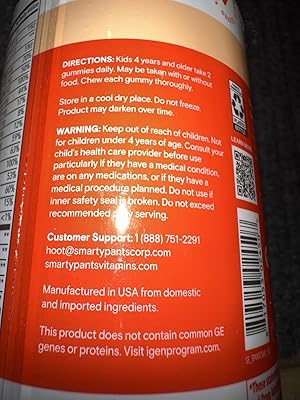 DIRECTIONS: Kids 4 years and older take 2
gummies daily. May be taken with or without
food. Chew each gummy thoroughly.
Store in a cool dry place. Do not freeze.
Product may darken over time.
WARNING: Keep out of reach of children. Not
for children under 4 years of age. Consult your
child's health care provider before use
particularly if they have a medical condition,
are on any medications, or if they have a
medical procedure planned. Do not use if
inner safety seal is broken. Do not exceed
recommended daily serving.
Customer Support: 1 (888) 751-2291
hoot@smartypantscorp.com
smartypantsvitamins.com
Manufactured in USA from domestic
and imported ingredients.
This product does not contain common GE
genes or proteins. Visit igenprogram.com.
LEARN
*These